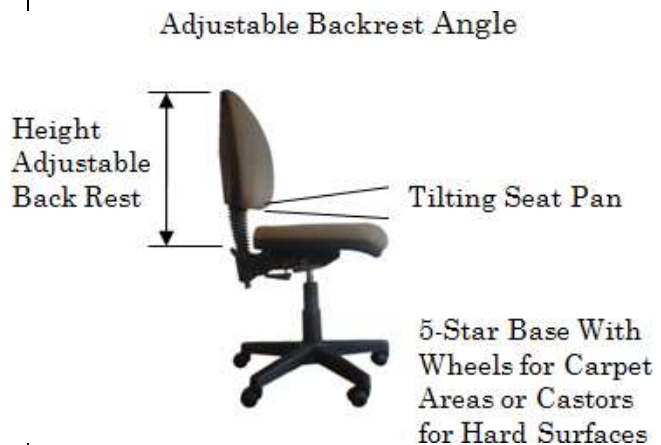 Adjustable Backrest Angle
Height
Adjustable
Back Rest
Tilting Seat Pan
5-Star Base With
Wheels for Carpet
Areas or Castors
for Hard Surfaces